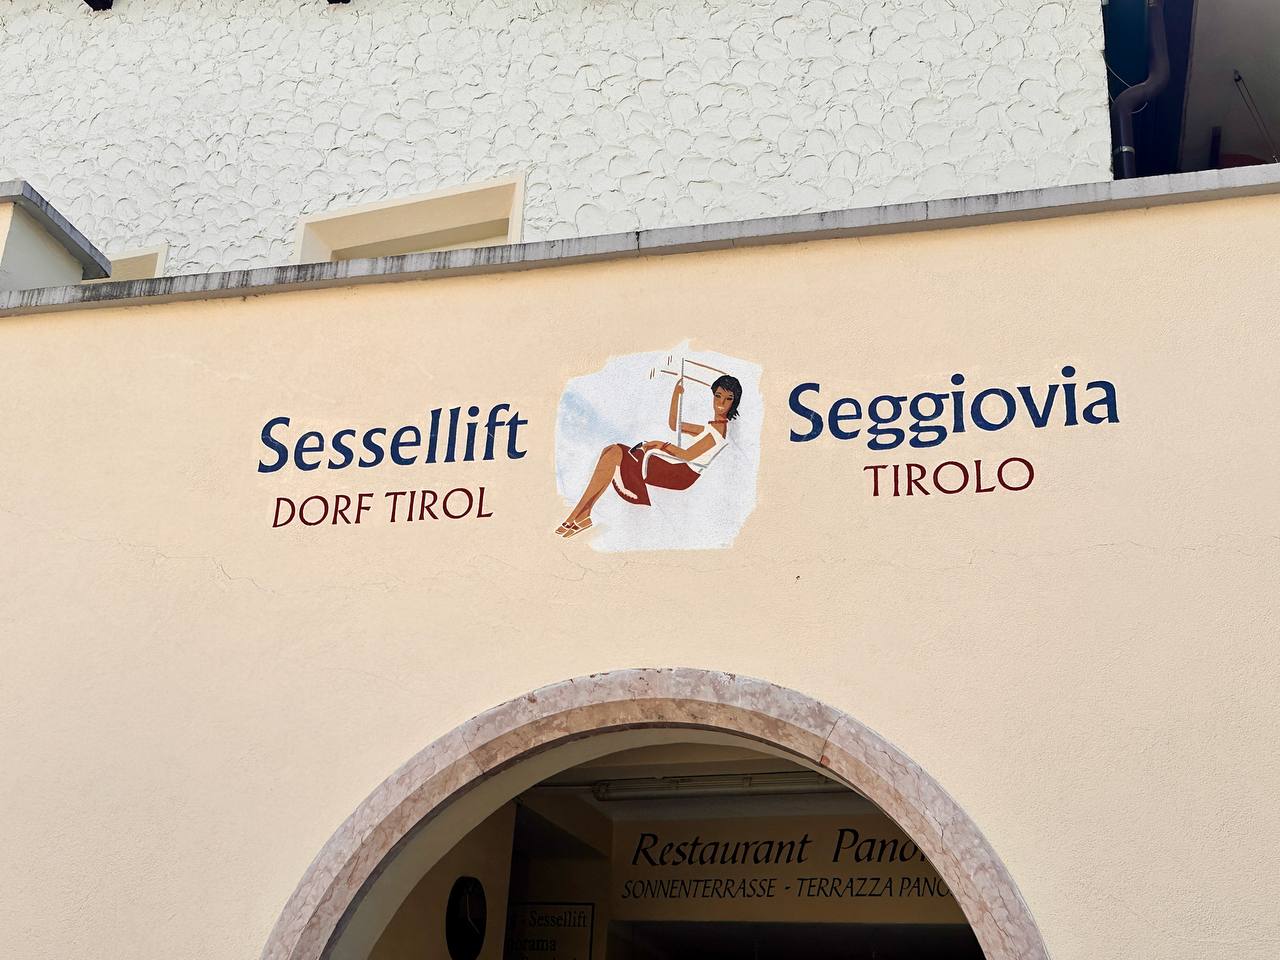 Sessellift
DORF TIROL
Seggiovia
TIROLO
Restaurant
SONNENTERRASSE - TERRAZZA
Sessellift